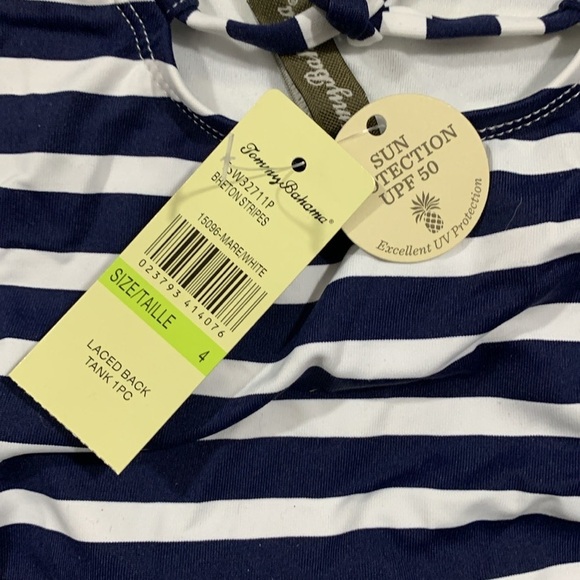 Tommy Bahama
SW32711P
BRETON STRIPES
15096-MARE/WHITE
023793 414076
SIZE/TAILLE 4
LACED BACK
TANK 1PC
SUN
PROTECTION
UPF 50
Excellent UV Protection